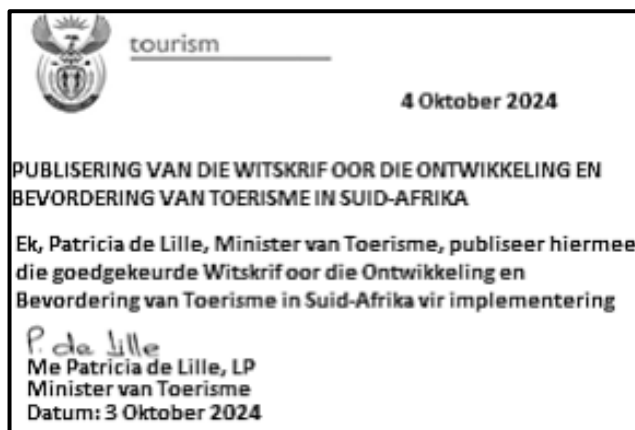 tourism
4 Oktober 2024
PUBLISERING VAN DIE WITSKRIF OOR DIE ONTWIKKELING EN
BEVORDERING VAN TOERISME IN SUID-AFRIKA
Ek, Patricia de Lille, Minister van Toerisme, publiseer hiermee
die goedgekeurde Witskrif oor die Ontwikkeling en
Bevordering van Toerisme in Suid-Afrika vir implementering
P. de Lille
Me Patricia de Lille, LP
Minister van Toerisme
Datum: 3 Oktober 2024